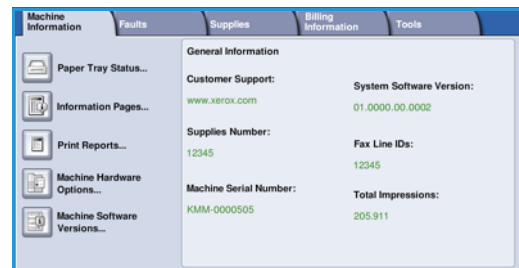 Machine
Information
Faults
Supplies
Billing
Information
Tools
Paper Tray Status...
Information Pages...
Print Reports...
Machine Hardware
Options...
Machine Software
Versions...
General Information
Customer Support:
www.xerox.com
Supplies Number:
12345
Machine Serial Number:
KMM-0000505
System Software Version:
01.0000.00.0002
Fax Line IDs:
12345
Total Impressions:
205.911